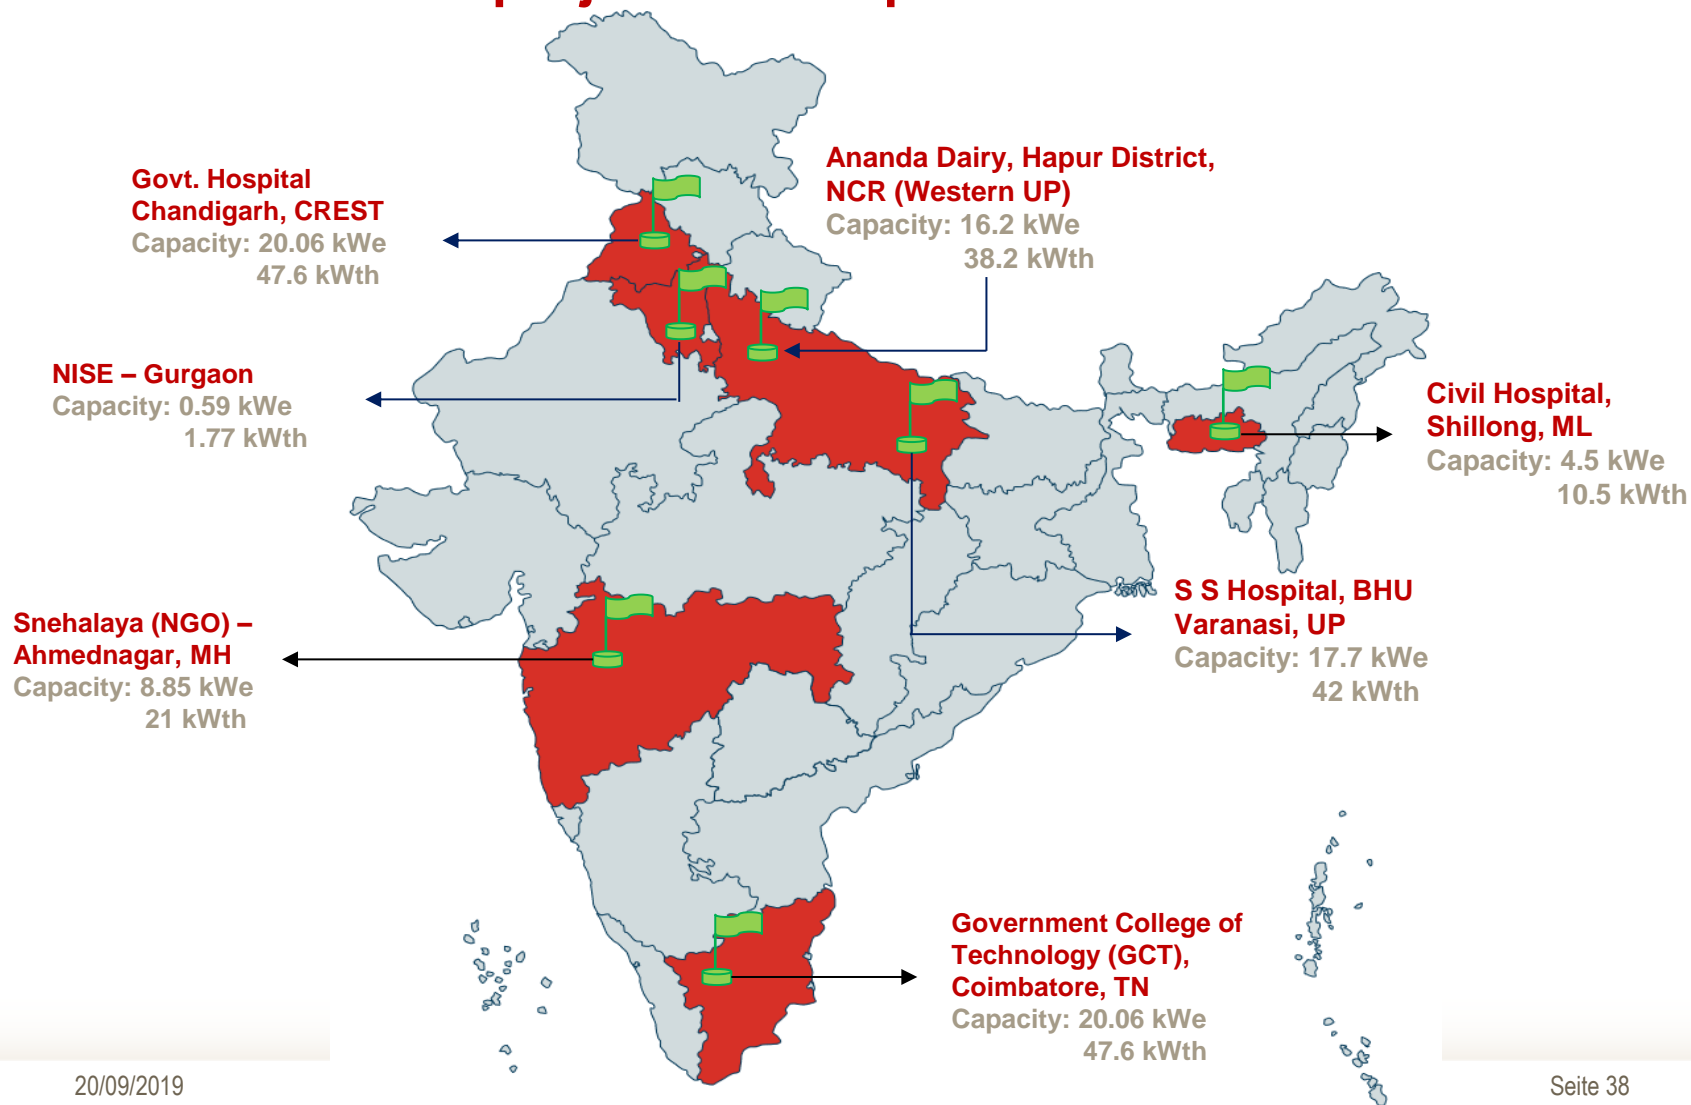 Govt. Hospital
Chandigarh, CREST
Capacity: 20.06 kWe
47.6 kWth
Ananda Dairy, Hapur District,
NCR (Western UP)
Capacity: 16.2 kWe
38.2 kWth
NISE – Gurgaon
Capacity: 0.59 kWe
1.77 kWth
Civil Hospital,
Shillong, ML
Capacity: 4.5 kWe
10.5 kWth
S S Hospital, BHU
Varanasi, UP
Capacity: 17.7 kWe
42 kWth
Snehalaya (NGO) –
Ahmednagar, MH
Capacity: 8.85 kWe
21 kWth
Government College of
Technology (GCT),
Coimbatore, TN
Capacity: 20.06 kWe
47.6 kWth
20/09/2019
Seite 38